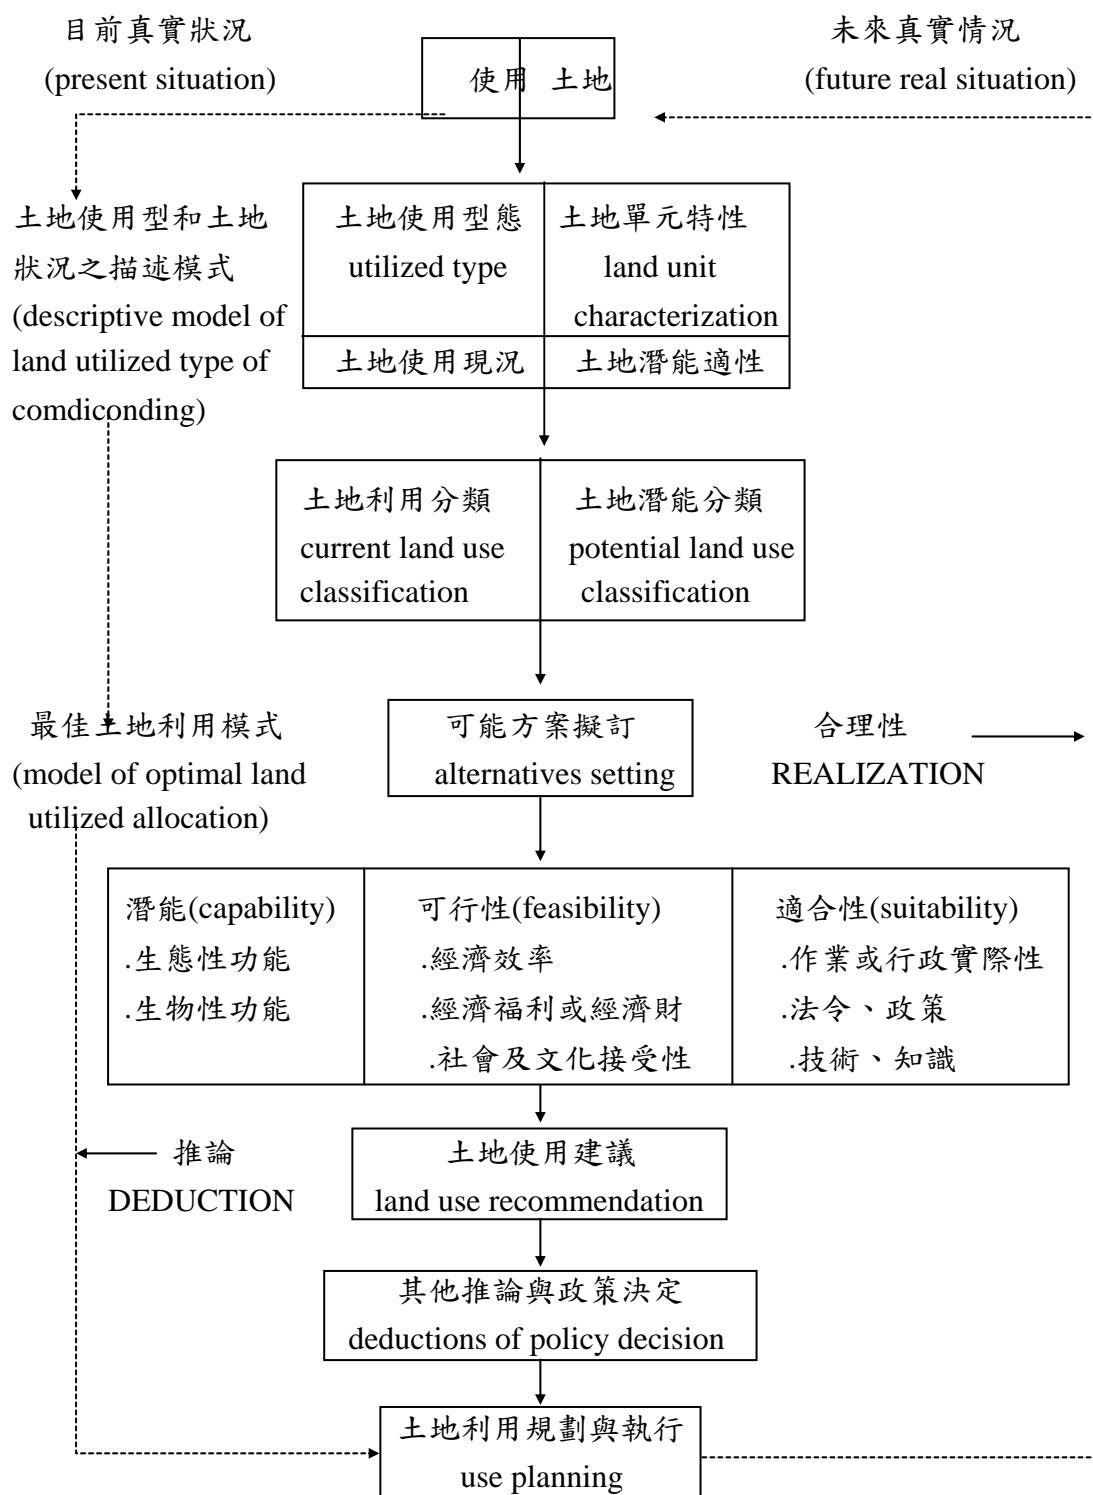 目前真實狀況
(present situation)
使用 土地
未來真實情況
(future real situation)
土地使用型和土地
狀況之描述模式
(descriptive model of
land utilized type of
comdiconding)
土地使用型態
utilized type
土地單元特性
land unit
characterization
土地使用現況
土地潛能適性
土地利用分類
current land use
classification
土地潛能分類
potential land use
classification
最佳土地利用模式
(model of optimal land
utilized allocation)
可能方案擬訂
alternatives setting
合理性
REALIZATION
潛能(capability)
.生態性功能
.生物性功能
可行性(feasibility)
.經濟效率
.經濟福利或經濟財
.社會及文化接受性
適合性(suitability)
.作業或行政實際性
.法令、政策
.技術、知識
推論
DEDUCTION
土地使用建議
land use recommendation
其他推論與政策決定
deductions of policy decision
土地利用規劃與執行
use planning